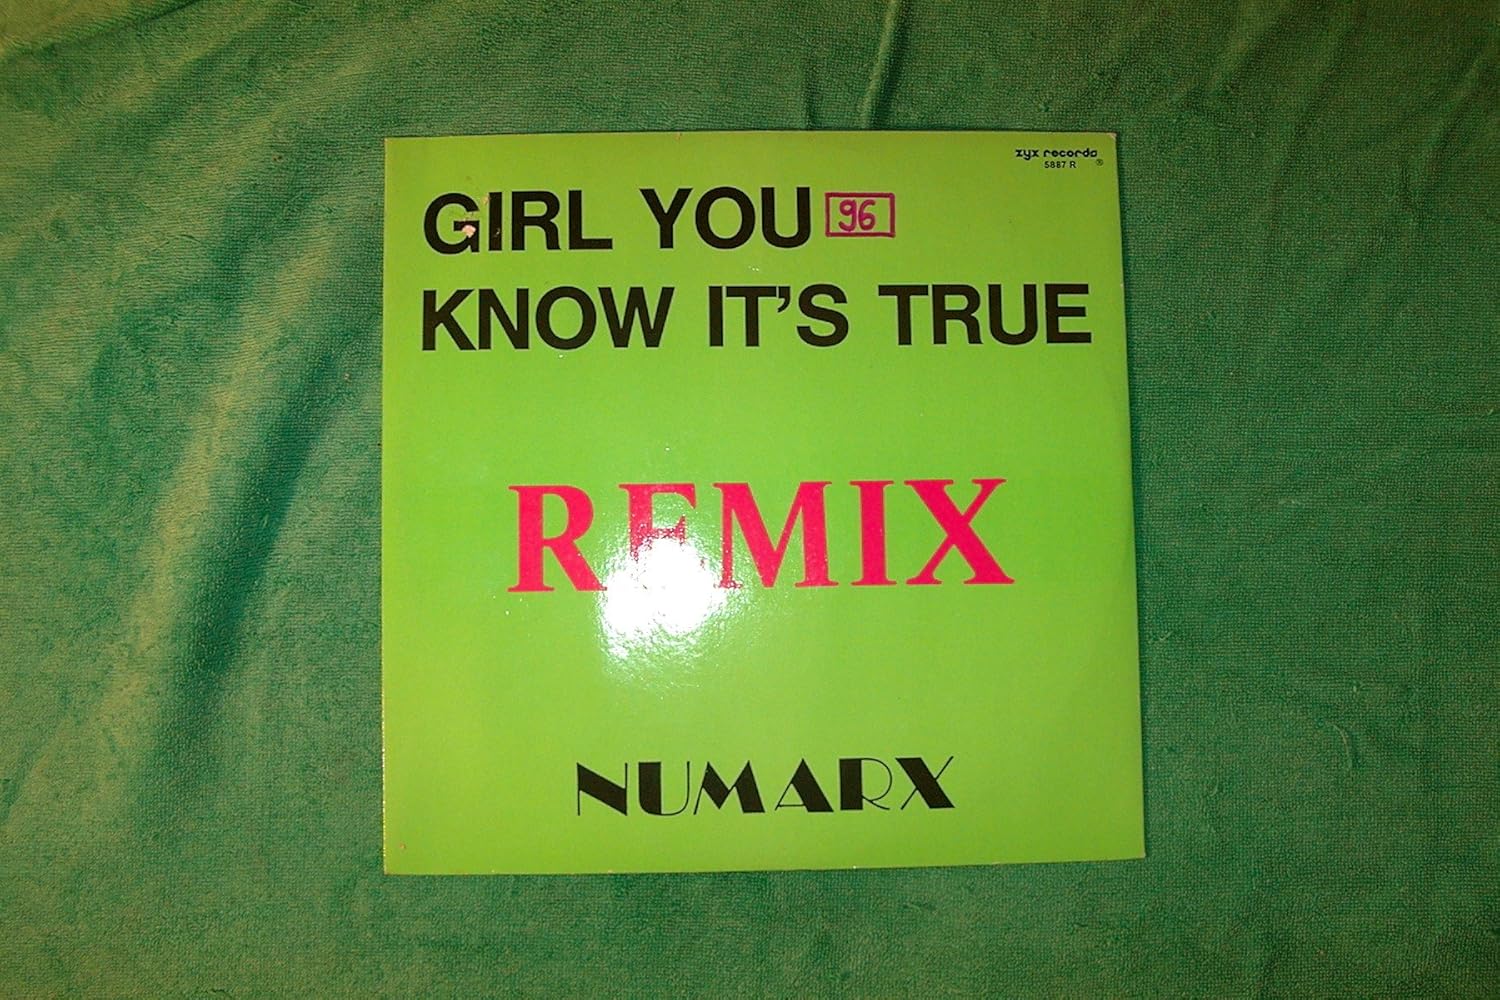 zyx records
5887 R
®
GIRL YOU 96
KNOW IT'S TRUE
REMIX
NUMARX